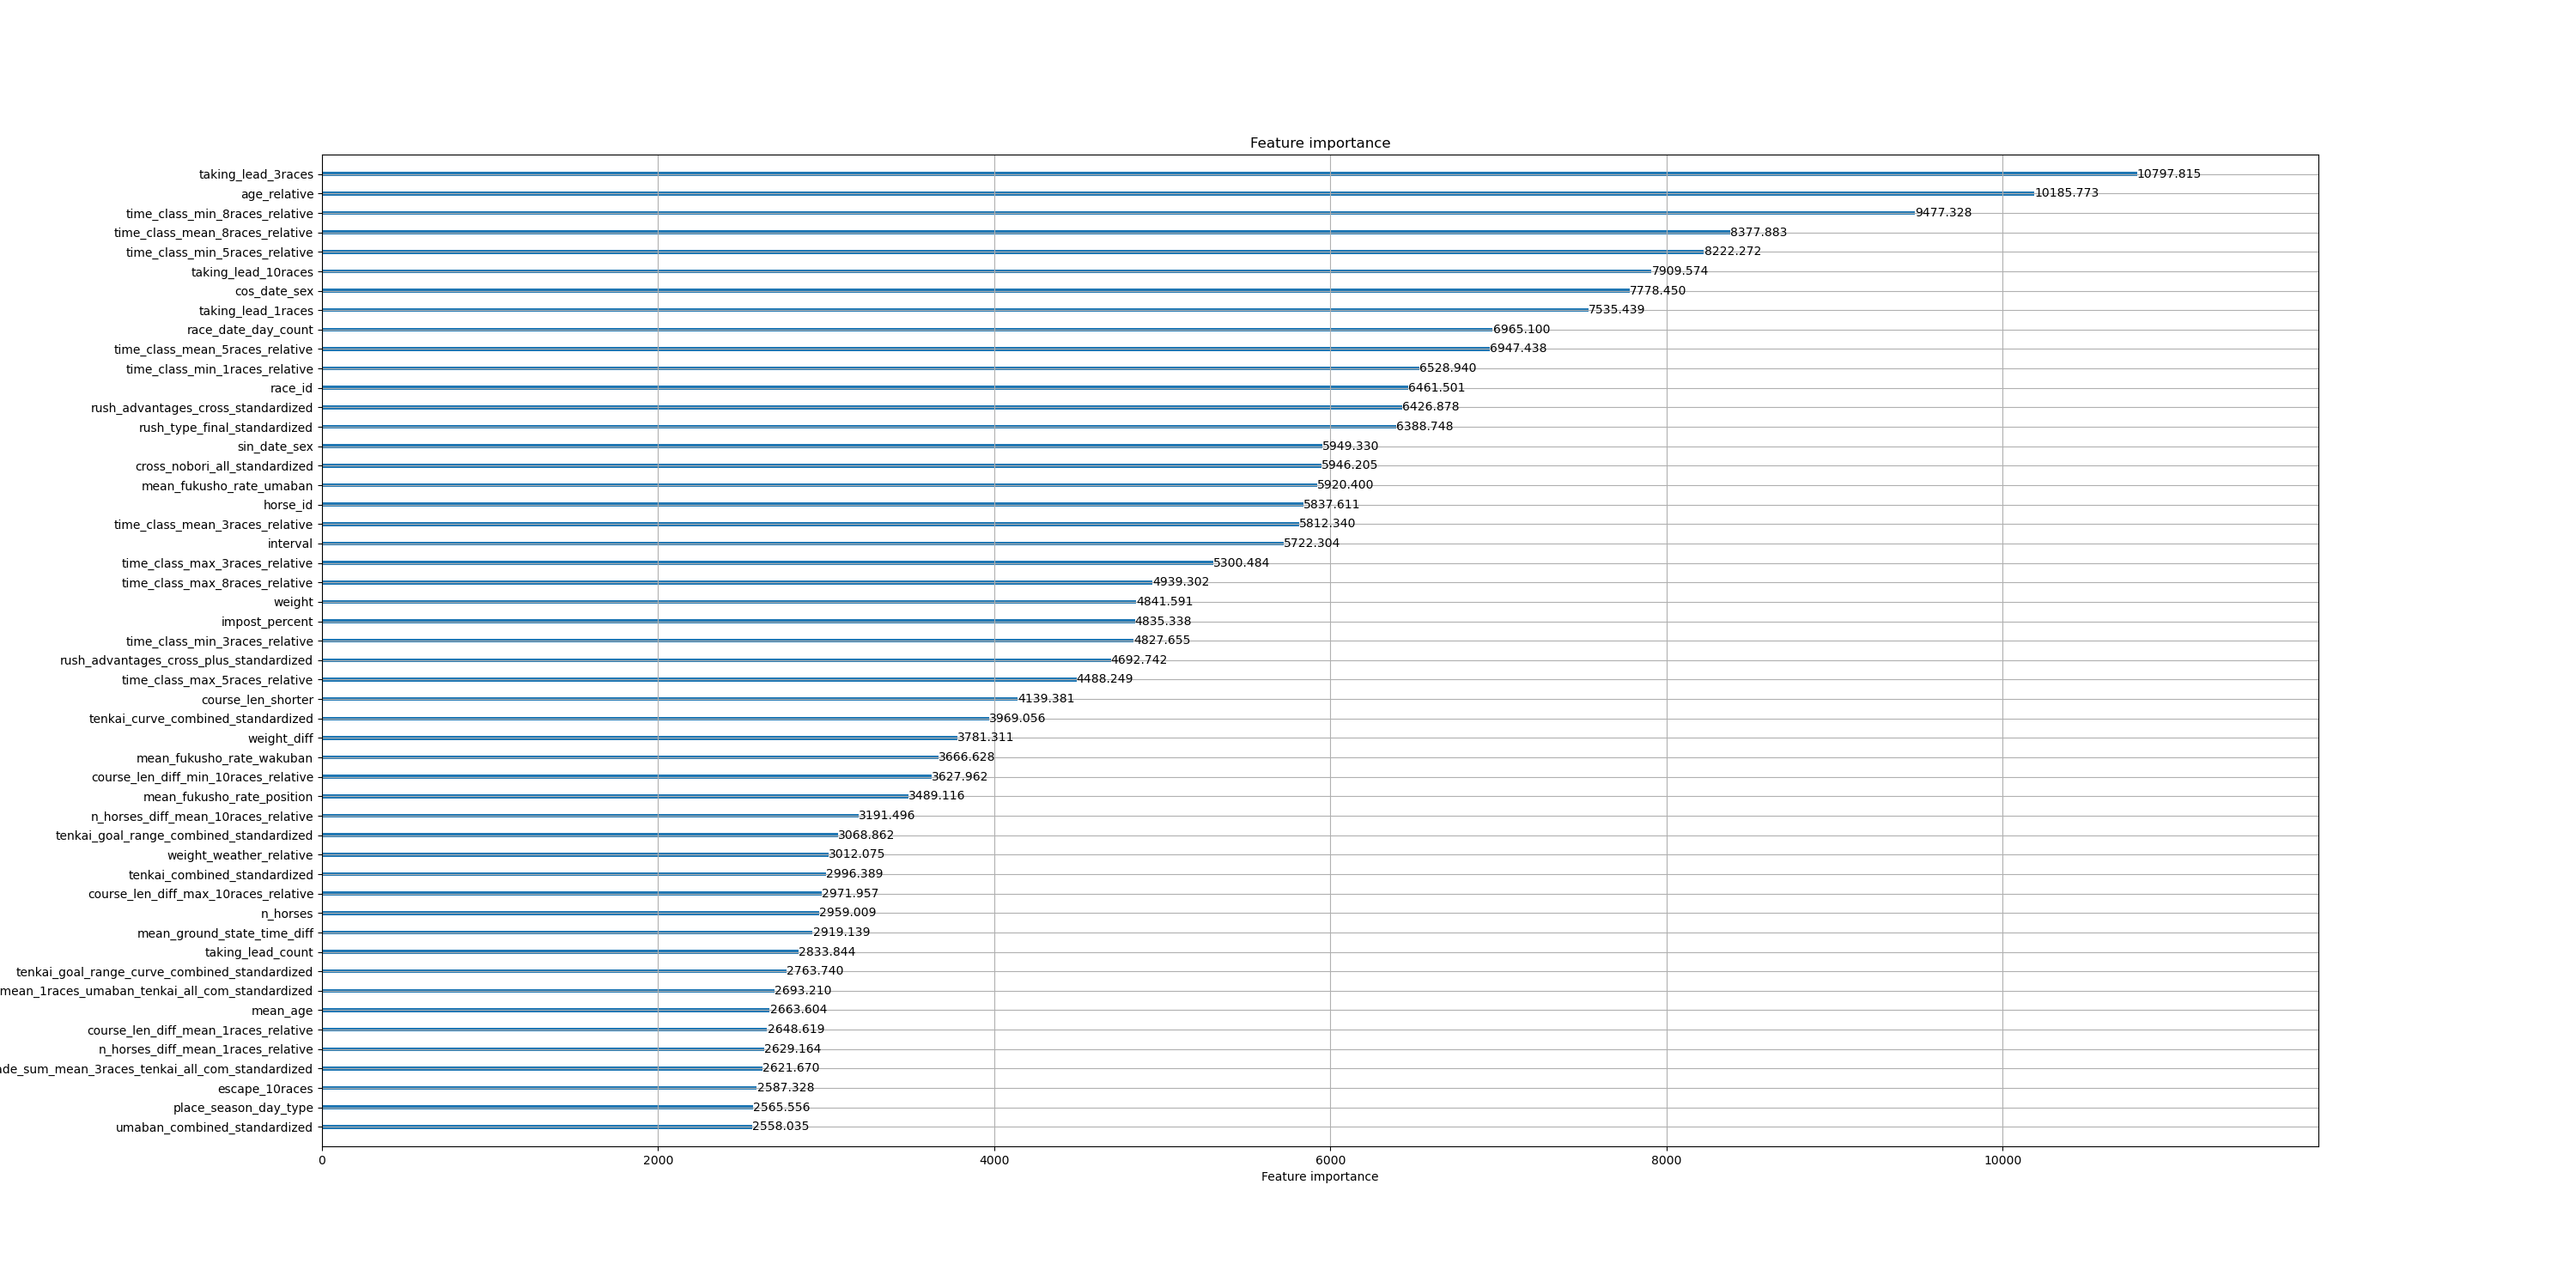 Feature importance
taking_lead_3races 10797.815
age_relative 10185.773
time_class_min_8races_relative 9477.328
time_class_mean_8races_relative 8377.883
time_class_min_5races_relative 8222.272
taking_lead_10races 7909.574
cos_date_sex 7778.450
taking_lead_1races 7535.439
race_date_day_count 6965.100
time_class_mean_5races_relative 6947.438
time_class_min_1races_relative 6528.940
race_id 6461.501
rush_advantages_cross_standardized 6426.878
rush_type_final_standardized 6388.748
sin_date_sex 5949.330
cross_nobori_all_standardized 5946.205
mean_fukusho_rate_umaban 5920.400
horse_id 5837.611
time_class_mean_3races_relative 5812.340
interval 5722.304
time_class_max_3races_relative 5300.484
time_class_max_8races_relative 4939.302
weight 4841.591
impost_percent 4835.338
time_class_min_3races_relative 4827.655
rush_advantages_cross_plus_standardized 4692.742
time_class_max_5races_relative 4488.249
course_len_shorter 4139.381
tenkai_curve_combined_standardized 3969.056
weight_diff 3781.311
mean_fukusho_rate_wakuban 3666.628
course_len_diff_min_10races_relative 3627.962
mean_fukusho_rate_position 3489.116
n_horses_diff_mean_10races_relative 3191.496
tenkai_goal_range_combined_standardized 3068.862
weight_weather_relative 3012.075
tenkai_combined_standardized 2996.389
course_len_diff_max_10races_relative 2971.957
n_horses 2959.009
mean_ground_state_time_diff 2919.139
taking_lead_count 2833.844
tenkai_goal_range_curve_combined_standardized 2763.740
mean_1races_umaban_tenkai_all_com_standardized 2693.210
mean_age 2663.604
course_len_diff_mean_1races_relative 2648.619
n_horses_diff_mean_1races_relative 2629.164
ade_sum_mean_3races_tenkai_all_com_standardized 2621.670
escape_10races 2587.328
place_season_day_type 2565.556
umaban_combined_standardized 2558.035
0 2000 4000 6000 8000 10000
Feature importance